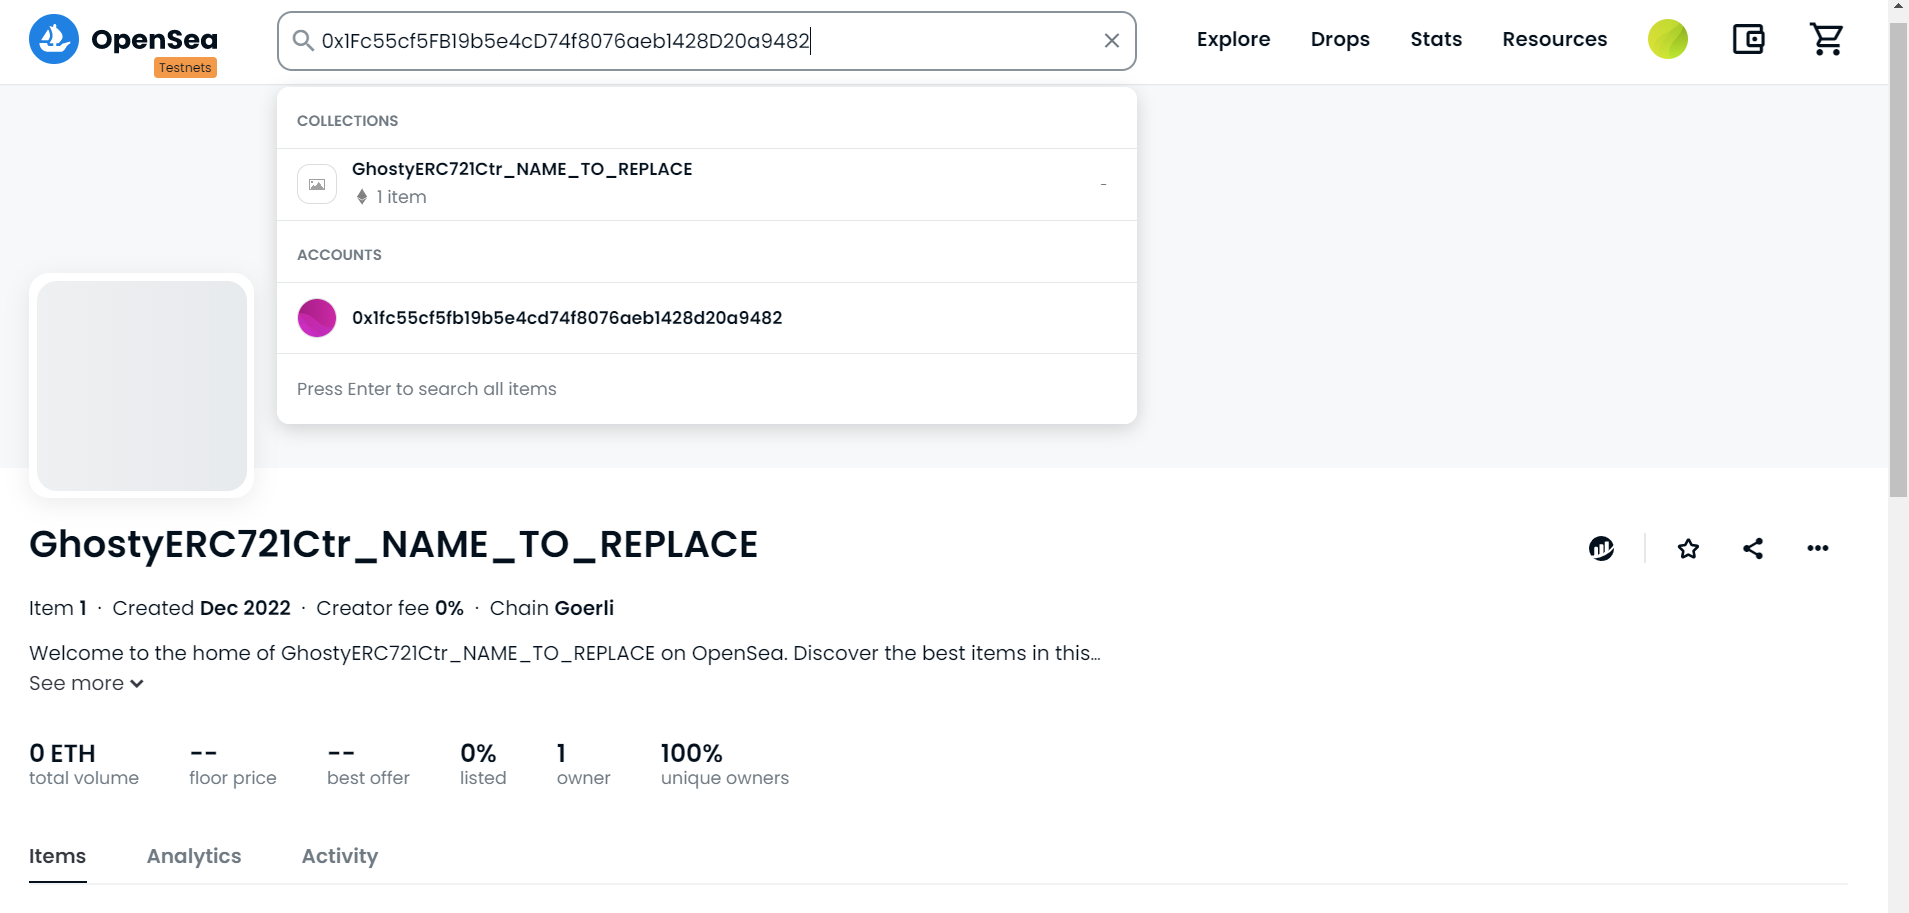 OpenSea
Testnets
0x1Fc55cf5FB19b5e4cD74f8076aeb1428D20a9482
Explore
Drops
Stats
Resources
COLLECTIONS
GhostyERC721Ctr_NAME_TO_REPLACE
1 item
-
ACCOUNTS
0x1fc55cf5fb19b5e4cd74f8076aeb1428d20a9482
Press Enter to search all items
GhostyERC721Ctr_NAME_TO_REPLACE
Item 1 · Created Dec 2022 · Creator fee 0% · Chain Goerli
Welcome to the home of GhostyERC721Ctr_NAME_TO_REPLACE on OpenSea. Discover the best items in this...
See more
0 ETH -- -- 0% 1 100%
total volume floor price best offer listed owner unique owners
Items Analytics Activity